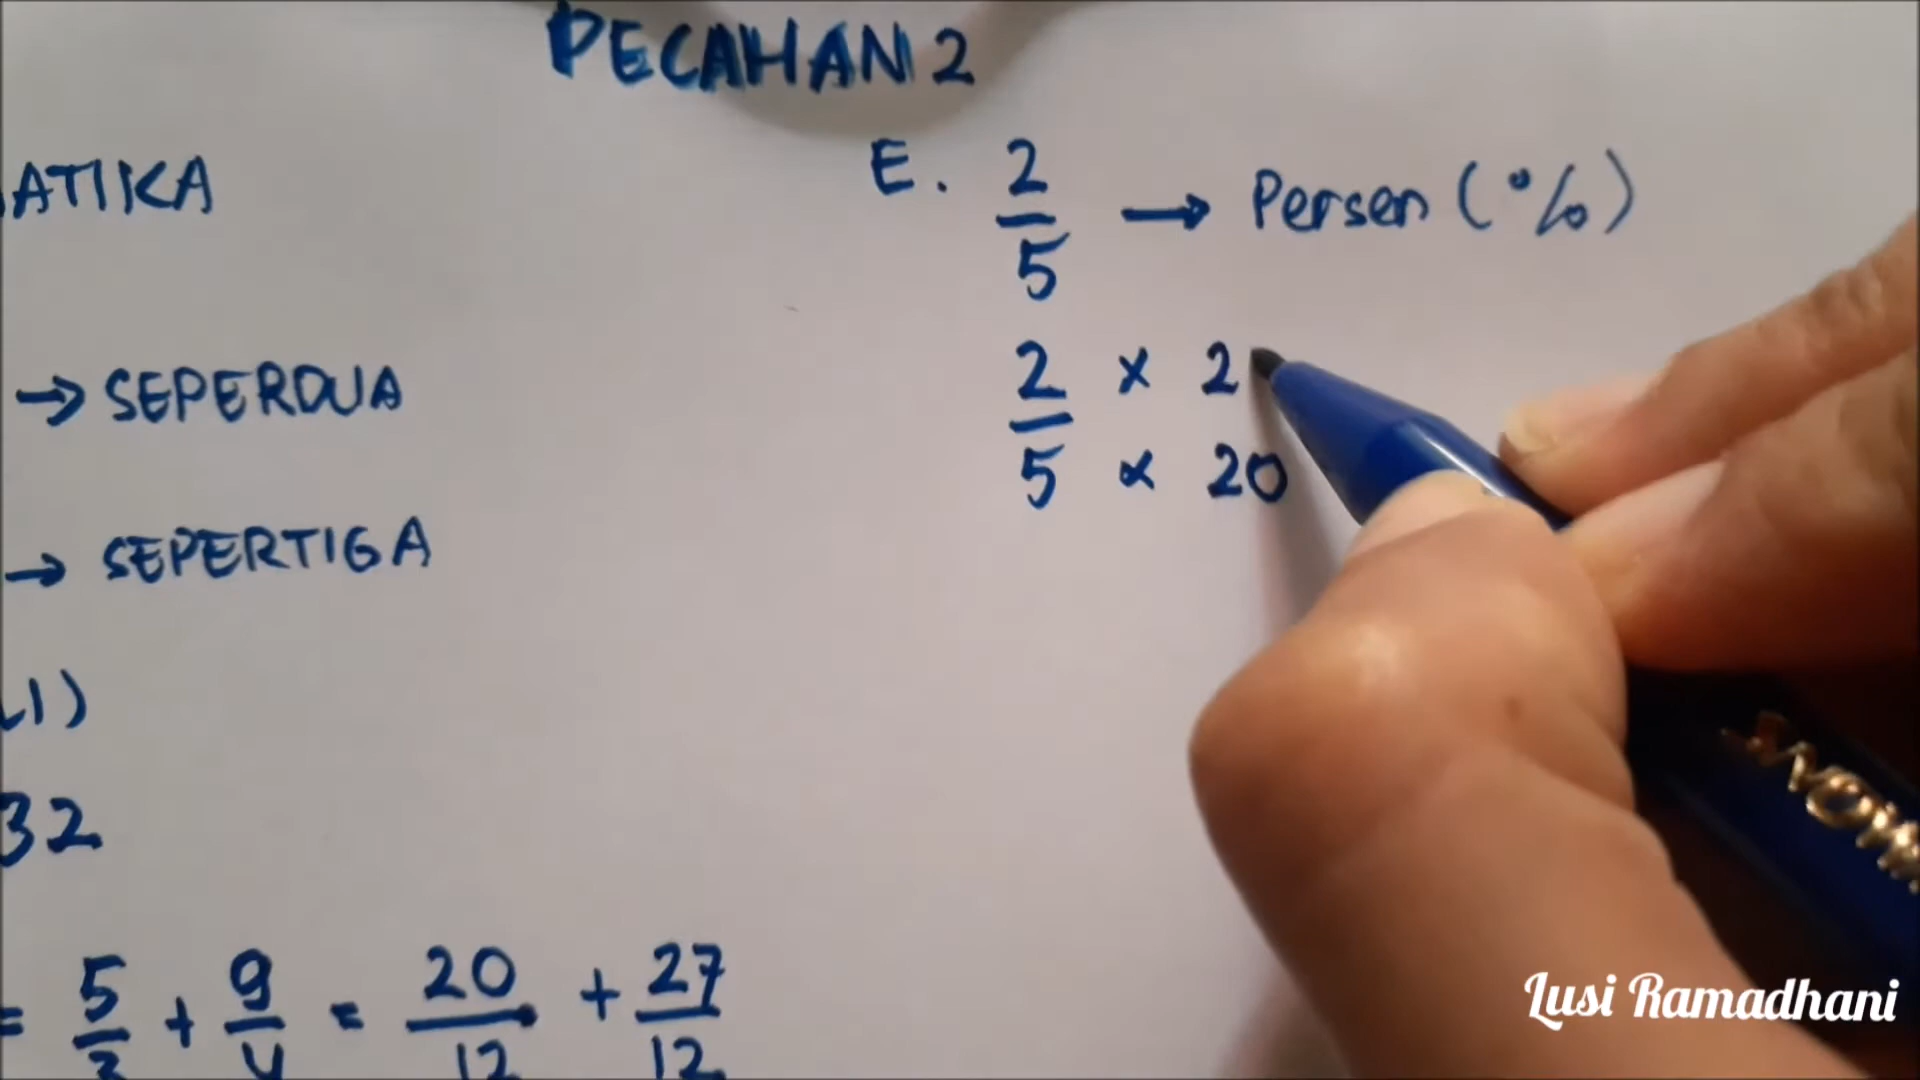 PECAHAN 2
ATIKA
→ SEPERDUA
→ SEPERTIGA
LI)
32
= 5/3 + 9/4 = 20/12 + 27/12
E. 2/5 → Persen (%)
2 × 2
5 × 20
Lusi Ramadhani